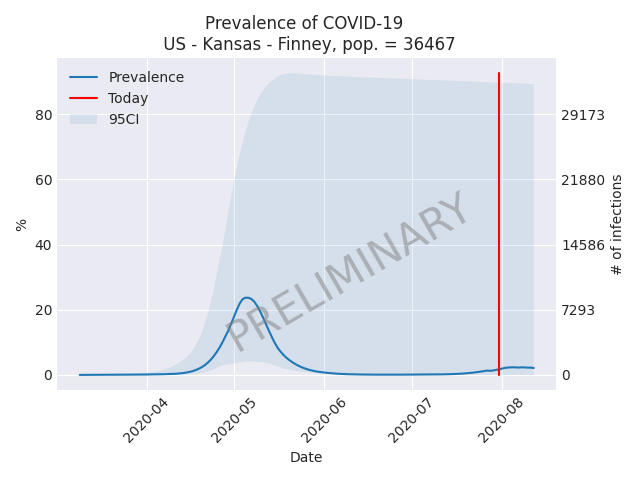 Prevalence of COVID-19
US - Kansas - Finney, pop. = 36467
Prevalence
Today
95CI
80
60
40
20
0
%
29173
21880
14586
7293
0
# of infections
PRELIMINARY
2020-04
2020-05
2020-06
2020-07
2020-08
Date